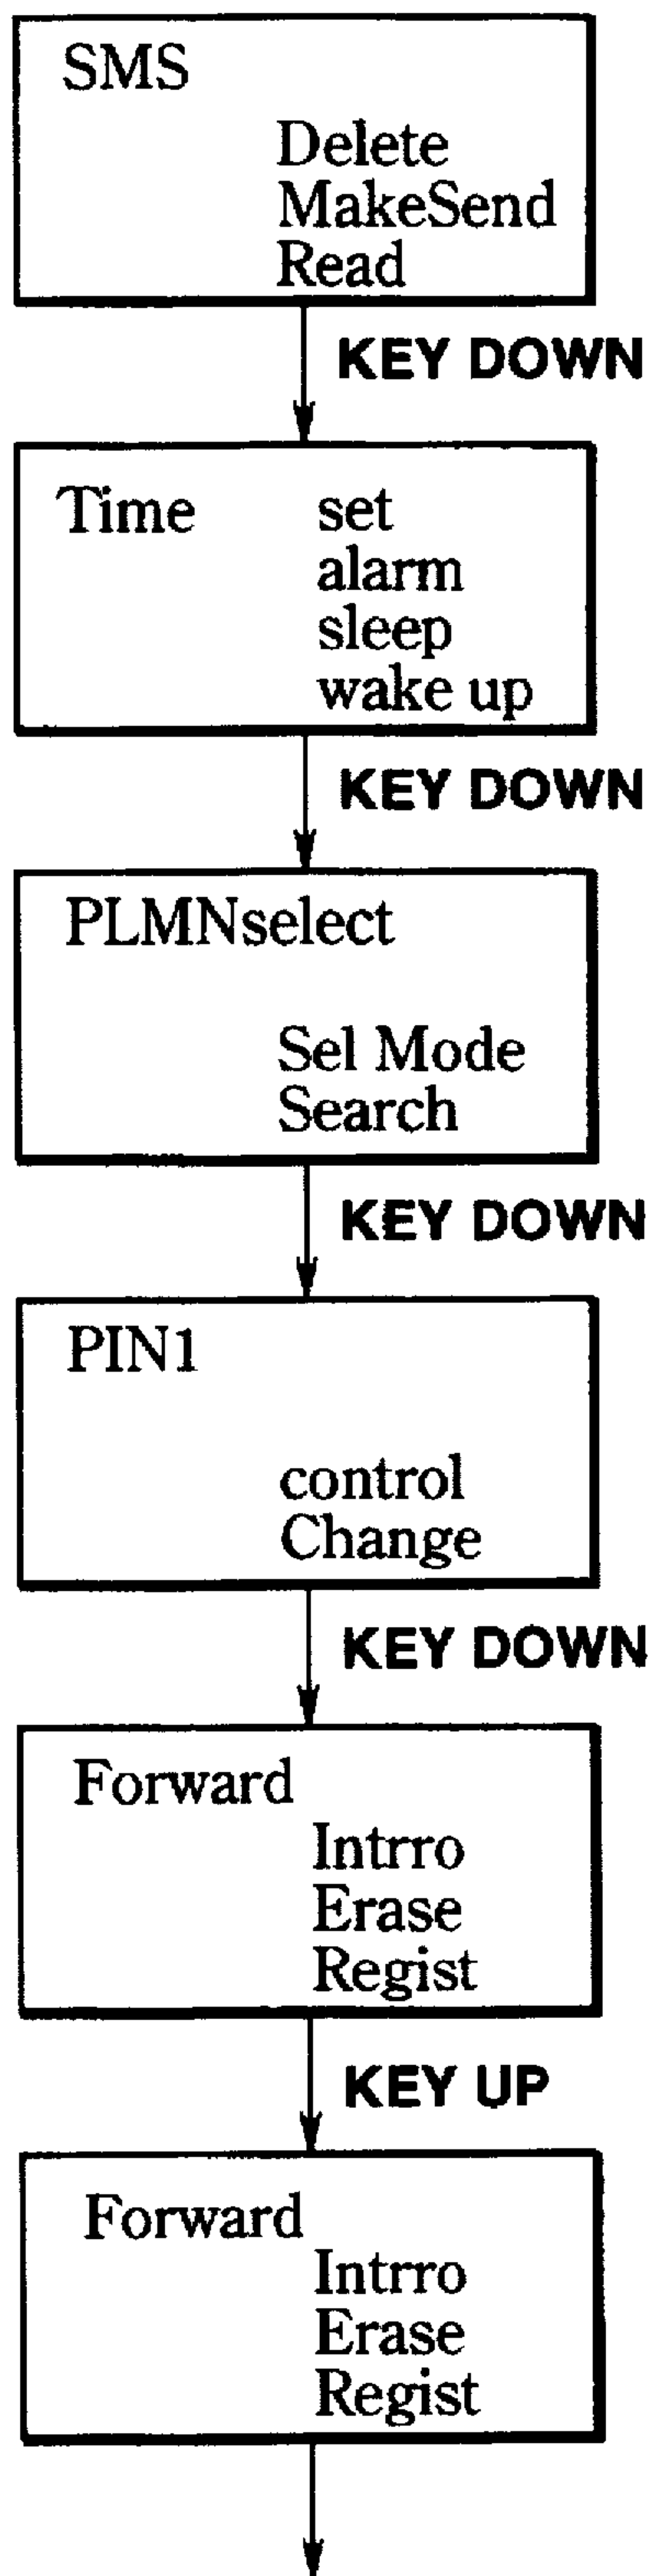 SMS
Delete
MakeSend
Read
KEY DOWN
Time set
alarm
sleep
wake up
KEY DOWN
PLMNselect
Sel Mode
Search
KEY DOWN
PIN1
control
Change
KEY DOWN
Forward
Intrro
Erase
Regist
KEY UP
Forward
Intrro
Erase
Regist